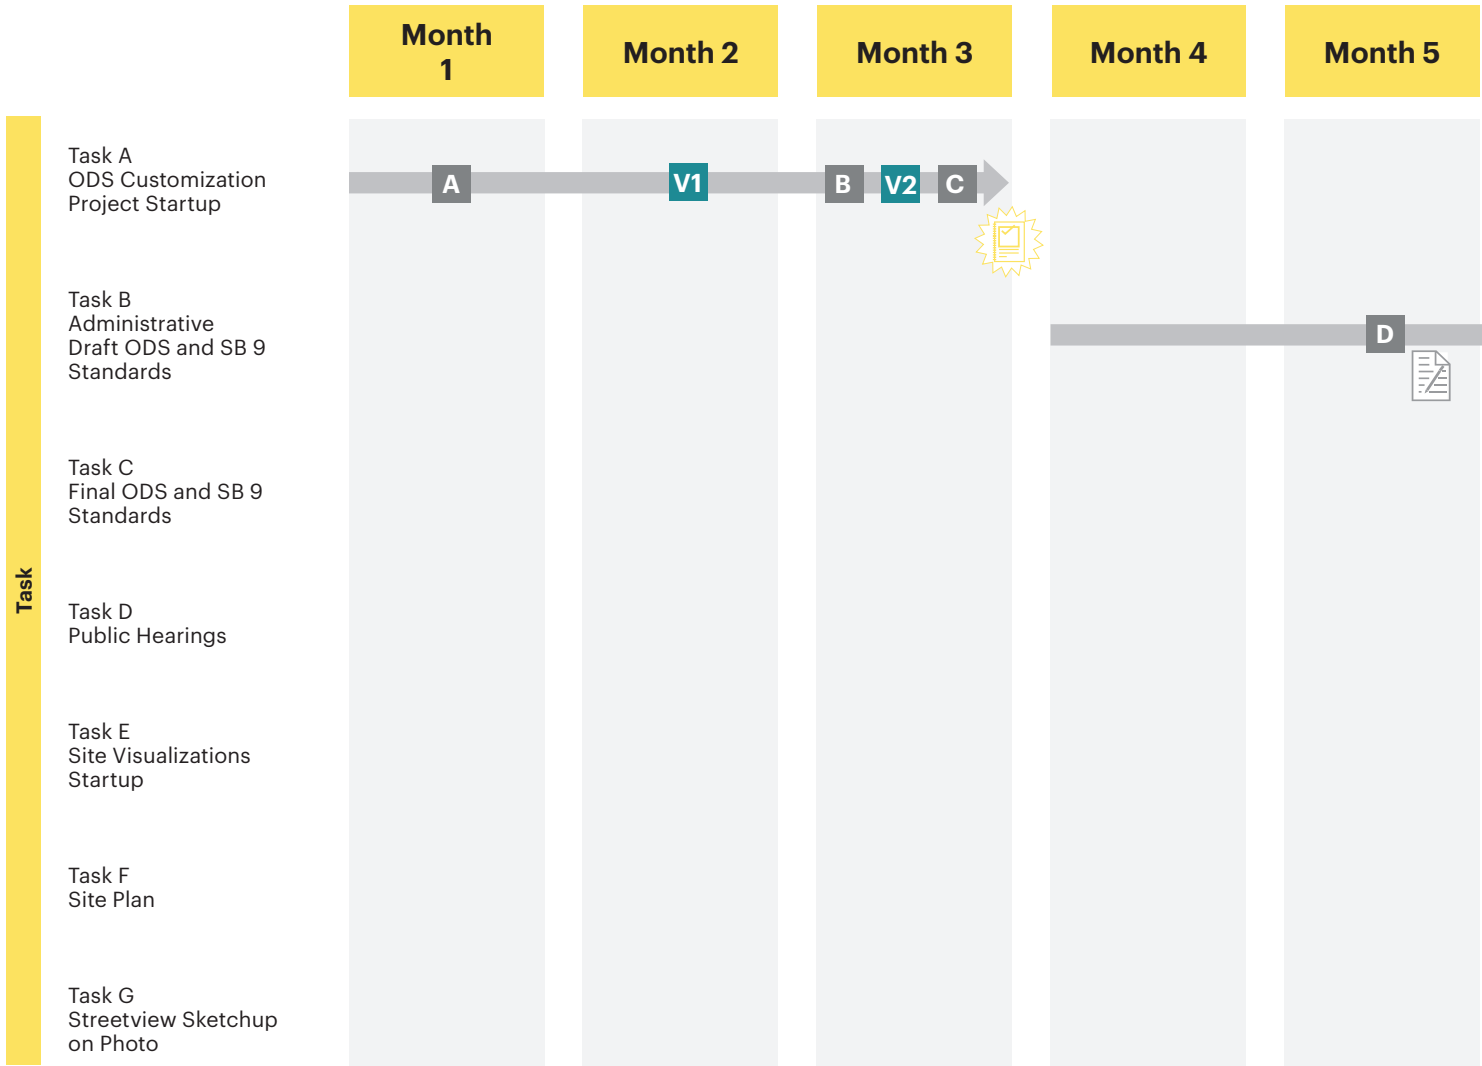 Month
1
Month 2
Month 3
Month 4
Month 5
Task
Task A
ODS Customization
Project Startup
A
V1
B
V2
C
Task B
Administrative
Draft ODS and SB 9
Standards
D
Task C
Final ODS and SB 9
Standards
Task D
Public Hearings
Task E
Site Visualizations
Startup
Task F
Site Plan
Task G
Streetview Sketchup
on Photo